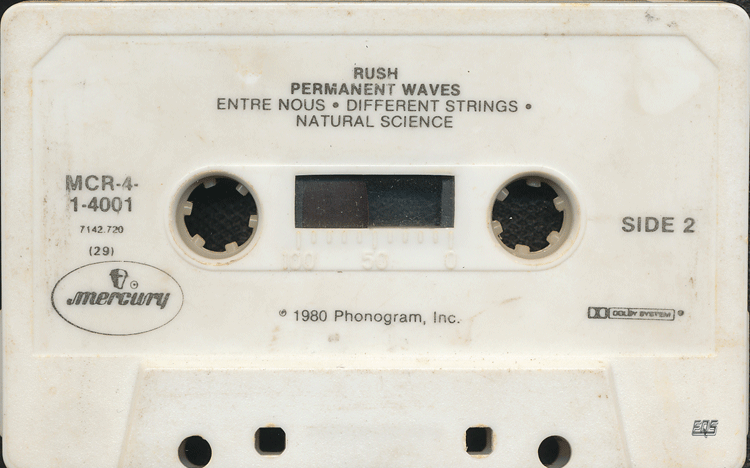 RUSH
PERMANENT WAVES
ENTRE NOUS • DIFFERENT STRINGS •
NATURAL SCIENCE
MCR-4-
1-4001
7142.720
(29)
SIDE 2
100 50 0
mercury
℗ 1980 Phonogram, Inc.
DOLBY SYSTEM ®